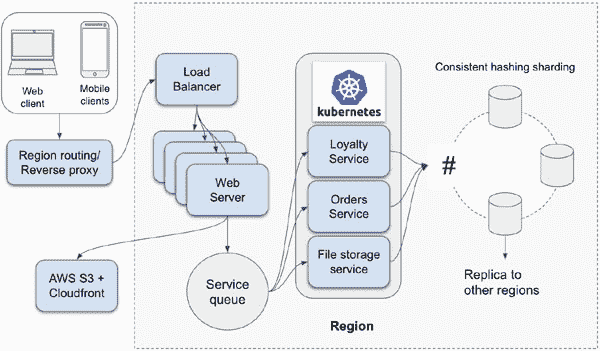 Web
client
Mobile
clients
Region routing/
Reverse proxy
Load
Balancer
Web
Server
AWS S3 +
Cloudfront
Service
queue
kubernetes
Loyalty
Service
Orders
Service
File storage
service
Region
Consistent hashing sharding
#
Replica to
other regions